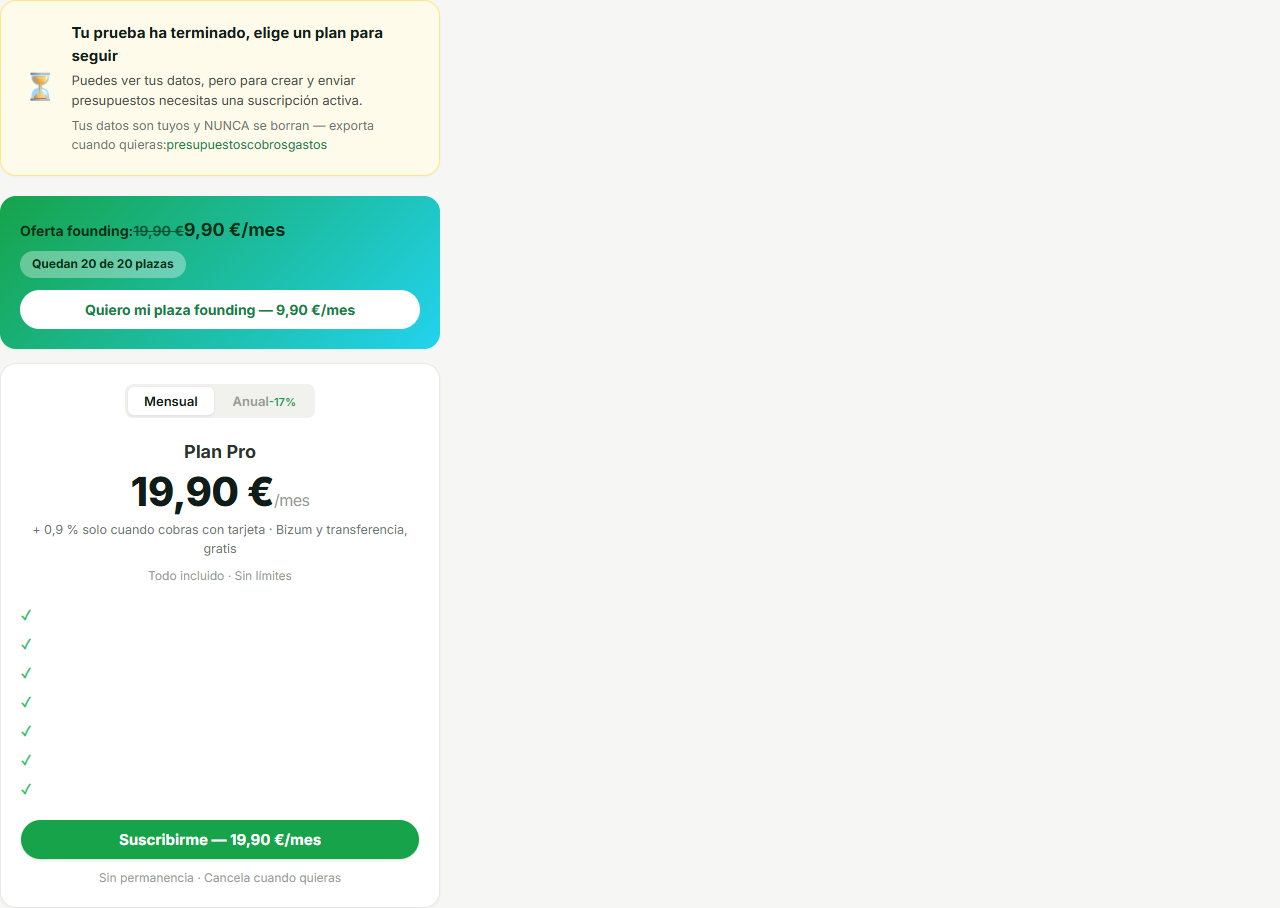 Tu prueba ha terminado, elige un plan para
seguir
Puedes ver tus datos, pero para crear y enviar
presupuestos necesitas una suscripción activa.
Tus datos son tuyos y NUNCA se borran — exporta
cuando quieras:presupuestoscobrosgastos
Oferta founding:19,90 €9,90 €/mes
Quedan 20 de 20 plazas
Quiero mi plaza founding — 9,90 €/mes
Mensual Anual-17%
Plan Pro
19,90 €/mes
+ 0,9 % solo cuando cobras con tarjeta · Bizum y transferencia,
gratis
Todo incluido · Sin límites
✓
✓
✓
✓
✓
✓
✓
Suscribirme — 19,90 €/mes
Sin permanencia · Cancela cuando quieras